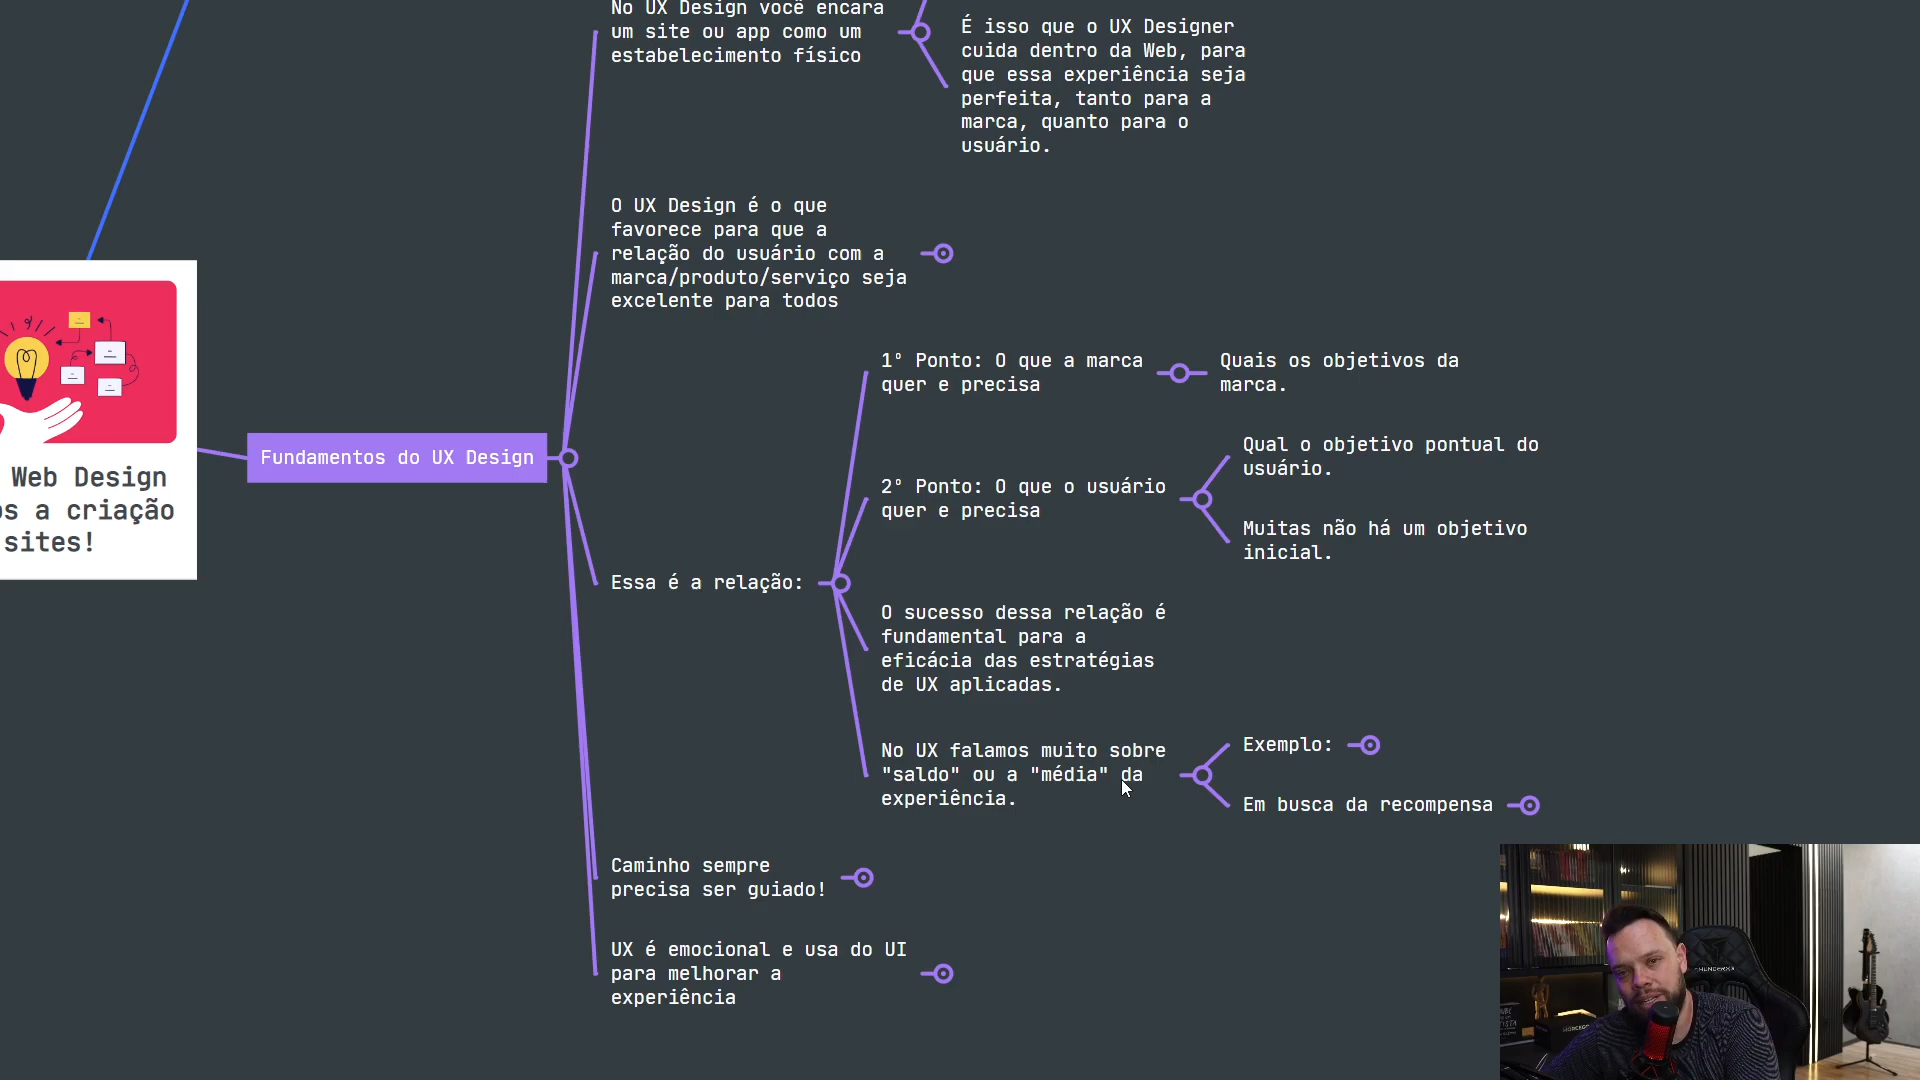 No UX Design você encara
um site ou app como um
estabelecimento físico
É isso que o UX Designer
cuida dentro da Web, para
que essa experiência seja
perfeita, tanto para a
marca, quanto para o
usuário.
O UX Design é o que
favorece para que a
relação do usuário com a
marca/produto/serviço seja
excelente para todos
1º Ponto: O que a marca
quer e precisa
Quais os objetivos da
marca.
Fundamentos do UX Design
Web Design
os a criação
sites!
2º Ponto: O que o usuário
quer e precisa
Qual o objetivo pontual do
usuário.
Muitas não há um objetivo
inicial.
Essa é a relação:
O sucesso dessa relação é
fundamental para a
eficácia das estratégias
de UX aplicadas.
No UX falamos muito sobre
"saldo" ou a "média" da
experiência.
Exemplo:
Em busca da recompensa
Caminho sempre
precisa ser guiado!
UX é emocional e usa do UI
para melhorar a
experiência